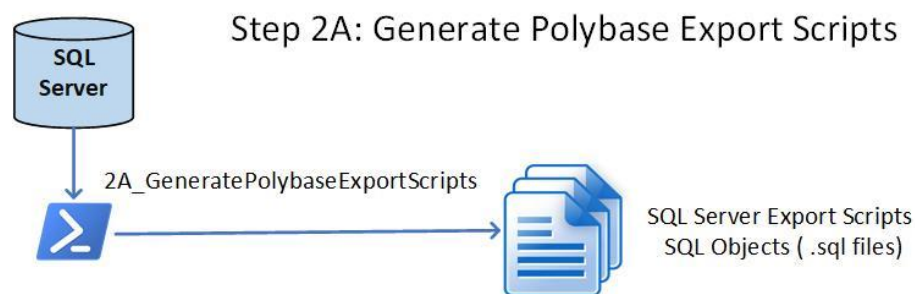 Step 2A: Generate Polybase Export Scripts
SQL
Server
2A_GeneratePolybaseExportScripts
SQL Server Export Scripts
SQL Objects ( .sql files)